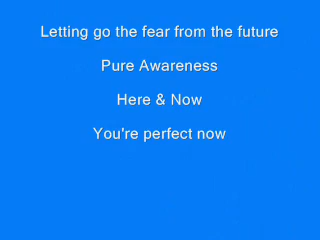 Letting go the fear from the future
Pure Awareness
Here & Now
You're perfect now